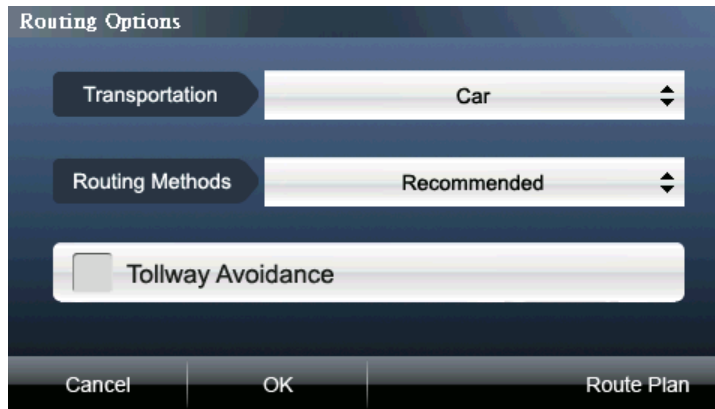 Routing Options
Transportation Car
Routing Methods Recommended
Tollway Avoidance
Cancel OK Route Plan